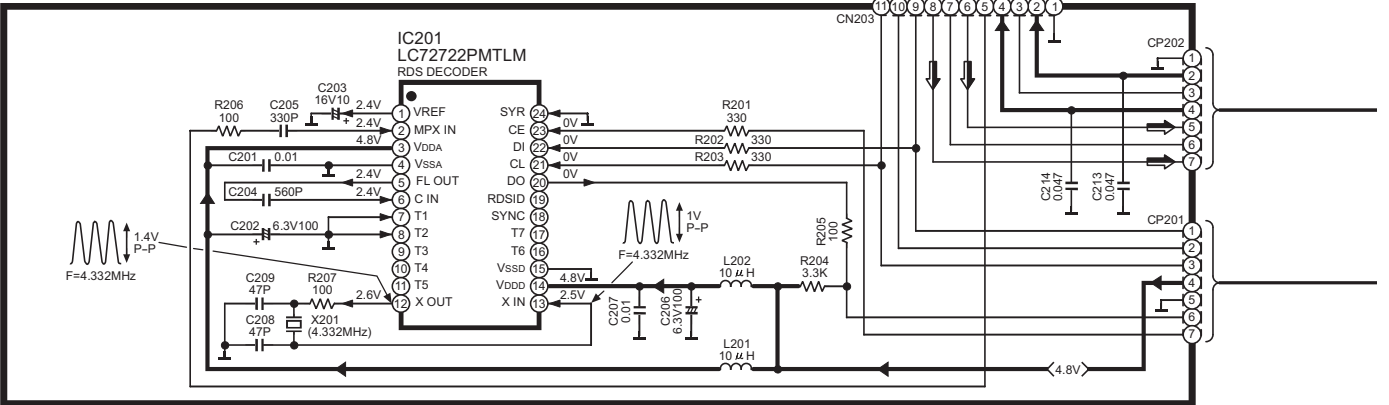 11 10 9 8 7 6 5 4 3 2 1
CN203
CP202
1
2
3
4
5
6
7
IC201
LC72722PMTLM
RDS DECODER
R206
100
C205
330P
C203
16V10
+
2.4V
2.4V
4.8V
C201 0.01
2.4V
C204 560P
2.4V
C202 6.3V100
+
1 VREF
2 MPX IN
3 VDDA
4 VSSA
5 FL OUT
6 C IN
7 T1
8 T2
9 T3
10 T4
11 T5
12 X OUT
SYR 24
CE 23
DI 22
CL 21
DO 20
RDSID 19
SYNC 18
T7 17
T6 16
VSSD 15
VDDD 14
X IN 13
0V
0V
0V
0V
R201
330
R202 330
R203 330
1.4V
P-P
F=4.332MHz
1V
P-P
F=4.332MHz
C209
47P
R207
100
2.6V
C208
47P
X201
(4.332MHz)
4.8V
2.5V
C207
0.01
C206
6.3V100
+
L202
10 μH
R204
3.3K
R205
100
L201
10 μH
4.8V
C214
0.047
C213
0.047
CP201
1
2
3
4
5
6
7